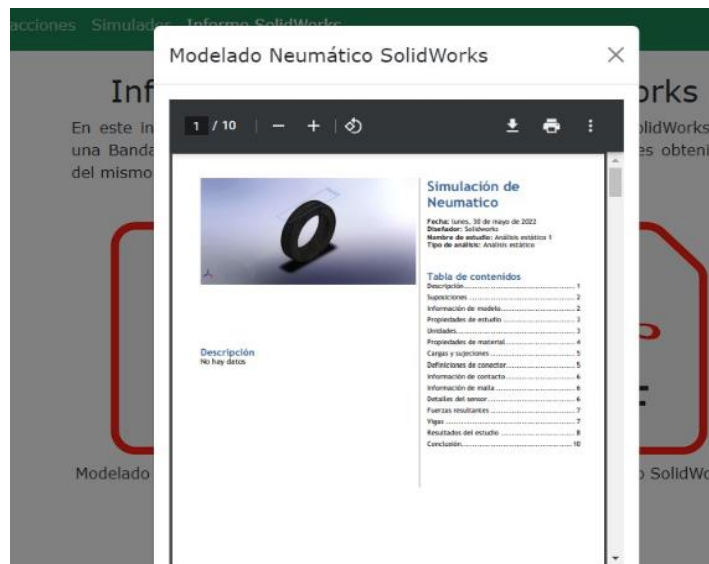 acciones Simulador Informe SolidWorks
Modelado Neumático SolidWorks
Inf
orks
En este in
olidWorks
una Banda
es obteni
del mismo
1 / 10
Simulación de
Neumatico
Fecha: lunes, 30 de mayo de 2022
Diseñador: Solidworks
Nombre de estudio: Análisis estático 1
Tipo de análisis: Análisis estático
Tabla de contenidos
Descripción 1
Suposiciones 2
Información de modelo 2
Propiedades de estudio 3
Unidades 3
Propiedades de material 4
Cargas y sujeciones 5
Definiciones de conector 5
Información de contacto 6
Información de malla 6
Detalles del sensor 6
Fuerzas resultantes 7
Vigas 7
Resultados del estudio 8
Conclusión 10
Descripción
No hay datos
Modelado
o SolidWo